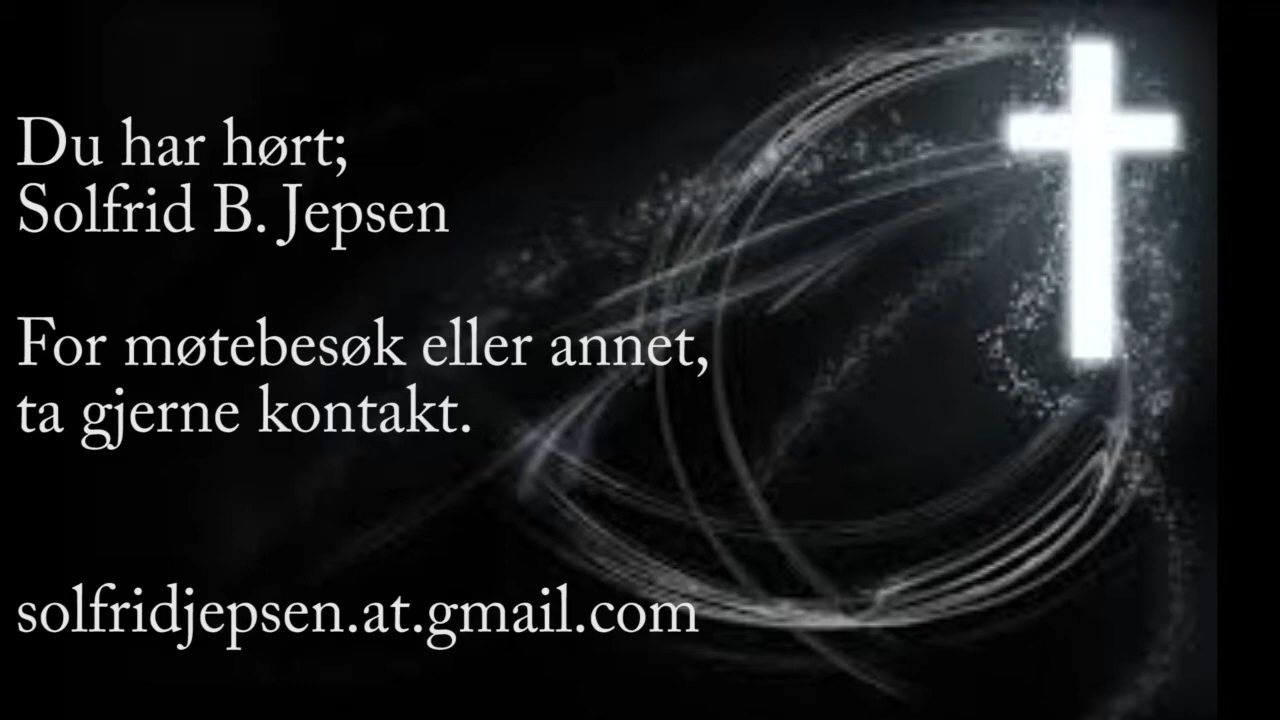 Du har hørt;
Solfrid B. Jepsen
For møtebesøk eller annet,
ta gjerne kontakt.
solfridjepsen.at.gmail.com